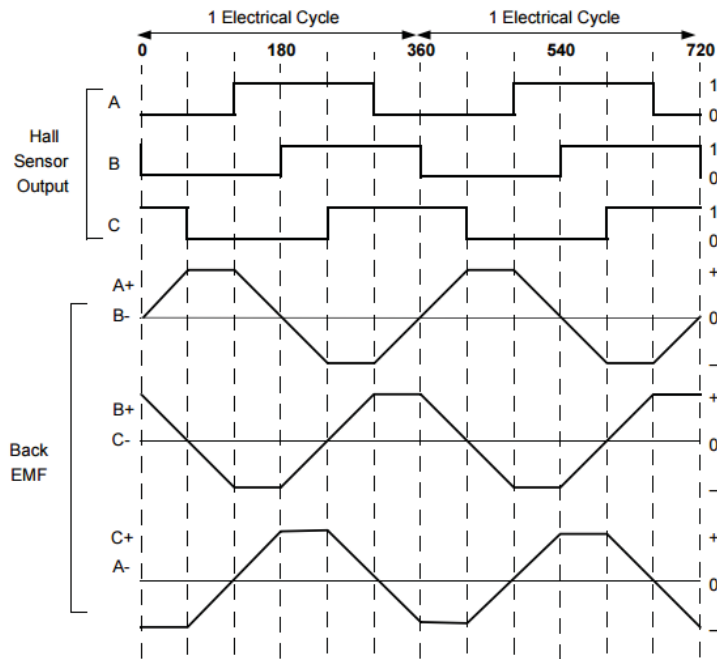 1 Electrical Cycle 1 Electrical Cycle
0 180 360 540 720
A 1
0
Hall
Sensor
Output
B 1
0
C 1
0
A+ +
B- 0
–
B+ +
C- 0
–
Back
EMF
C+ +
A- 0
–